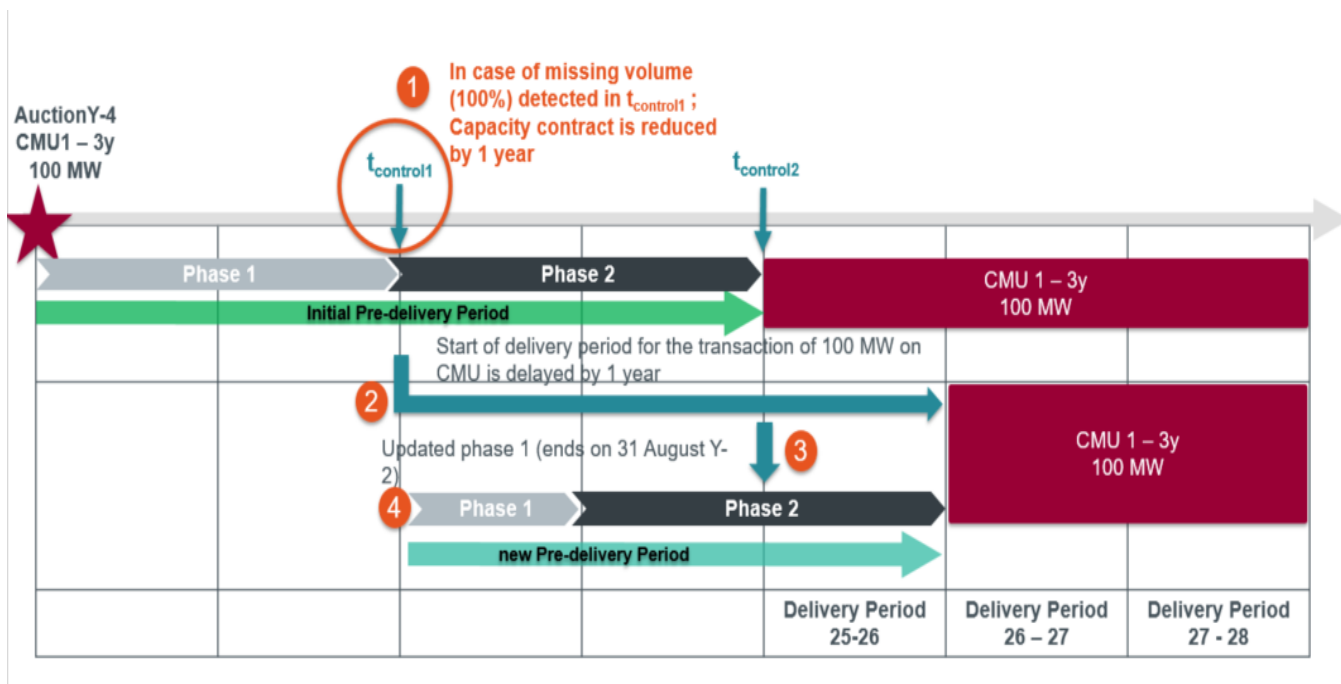 1
In case of missing volume
(100%) detected in tcontrol1 ;
Capacity contract is reduced
by 1 year
AuctionY-4
CMU1 – 3y
100 MW
tcontrol1
tcontrol2
Phase 1
Phase 2
CMU 1 – 3y
100 MW
Initial Pre-delivery Period
Start of delivery period for the transaction of 100 MW on
CMU is delayed by 1 year
2
3
CMU 1 – 3y
100 MW
Updated phase 1 (ends on 31 August Y-
2)
4
Phase 1
Phase 2
new Pre-delivery Period
Delivery Period
25-26
Delivery Period
26 – 27
Delivery Period
27 - 28